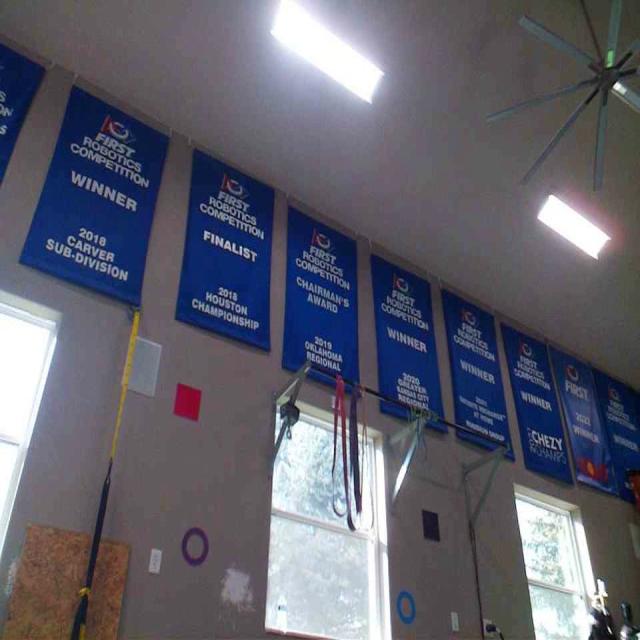 FIRST
ROBOTICS
COMPETITION
WINNER
2018
CARVER
SUB-DIVISION
FIRST
ROBOTICS
COMPETITION
FINALIST
2018
HOUSTON
CHAMPIONSHIP
FIRST
ROBOTICS
COMPETITION
CHAIRMAN'S
AWARD
2019
OKLAHOMA
REGIONAL
FIRST
ROBOTICS
COMPETITION
WINNER
2020
GREATER
KANSAS CITY
FIRST
ROBOTICS
COMPETITION
WINNER
FIRST
ROBOTICS
COMPETITION
WINNER
CHEZY
CHAMPS
FIRST
WINNER
WINNER